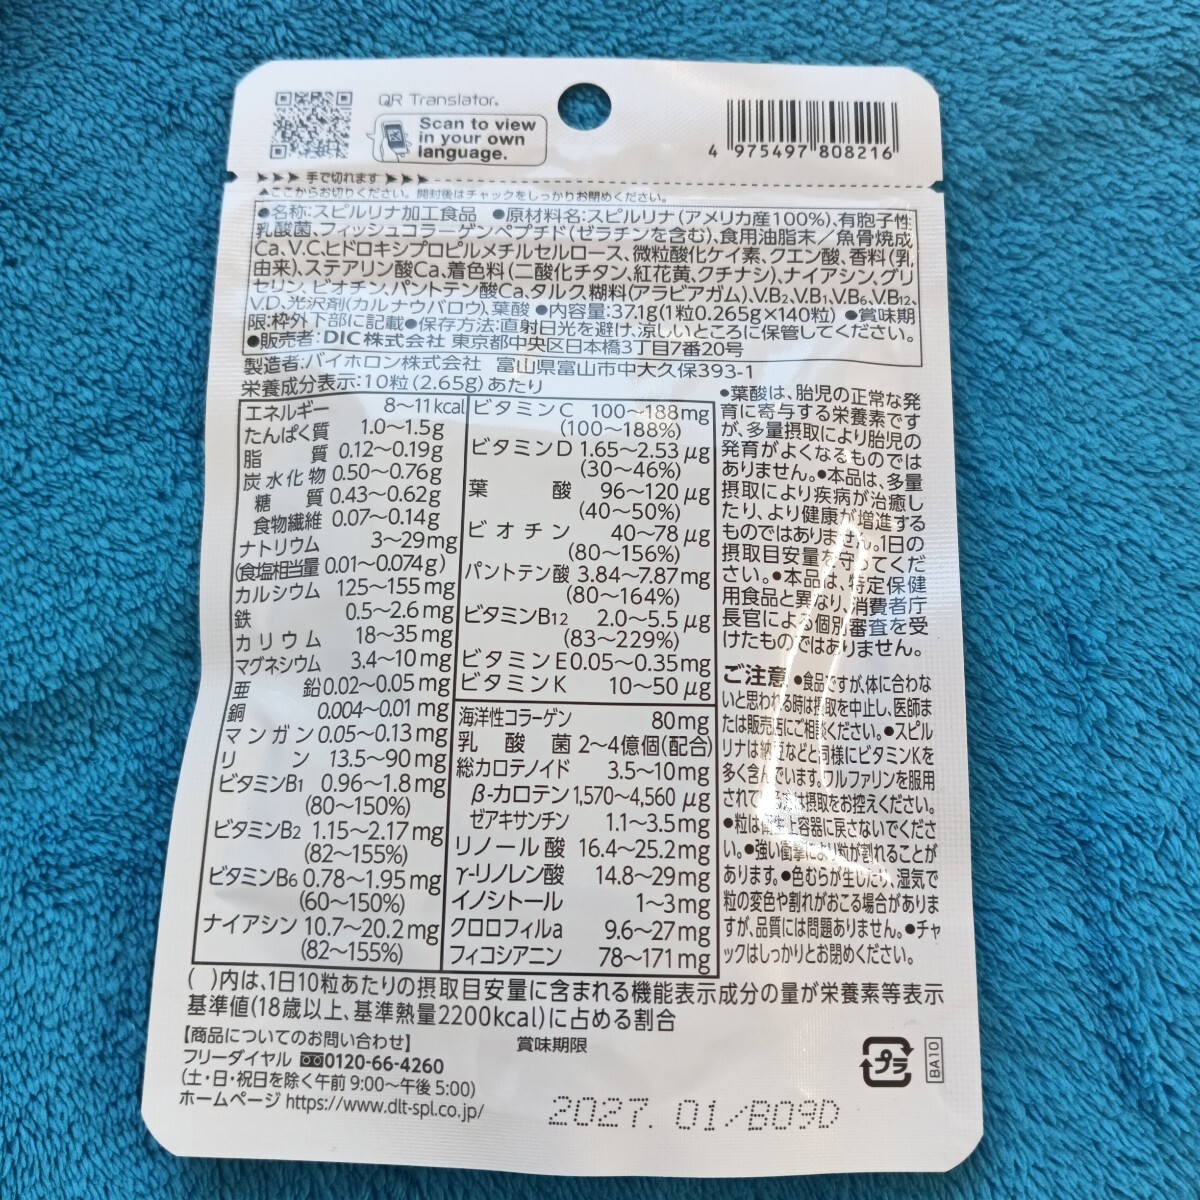 QR Translator®
Scan to view
in your own
language.
4 975497 808216
手で切れます
▲ここからお切りください。開封後はチャックをしっかりお閉めください。
●名称:スピルリナ加工食品 ●原材料名:スピルリナ(アメリカ産100%)、有胞子性
乳酸菌、フィッシュコラーゲンペプチド(ゼラチンを含む)、食用油脂末/魚骨焼成
Ca、V.C、ヒドロキシプロピルメチルセルロース、微粒酸化ケイ素、クエン酸、香料(乳
由来)、ステアリン酸Ca、着色料(二酸化チタン、紅花黄、クチナシ)、ナイアシン、グリ
セリン、ビオチン、パントテン酸Ca、タルク、糊料(アラビアガム)、V.B2、V.B1、V.B6、V.B12、
V.D、光沢剤(カルナウバロウ)、葉酸 ●内容量:37.1g(1粒0.265g×140粒) ●賞味期
限:枠外下部に記載●保存方法:直射日光を避け、涼しいところに保管してください。
●販売者:DIC株式会社 東京都中央区日本橋3丁目7番20号
製造者:バイホロン株式会社 富山県富山市中大久保393-1
栄養成分表示:10粒(2.65g)あたり
エネルギー 8〜11kcal
たんぱく質 1.0〜1.5g
脂質 0.12〜0.19g
炭水化物 0.50〜0.76g
糖質 0.43〜0.62g
食物繊維 0.07〜0.14g
ナトリウム 3〜29mg
(食塩相当量 0.01〜0.074g)
カルシウム 125〜155mg
鉄 0.5〜2.6mg
カリウム 18〜35mg
マグネシウム 3.4〜10mg
亜鉛 0.02〜0.05mg
銅 0.004〜0.01mg
マンガン 0.05〜0.13mg
リン 13.5〜90mg
ビタミンB1 0.96〜1.8mg
(80〜150%)
ビタミンB2 1.15〜2.17mg
(82〜155%)
ビタミンB6 0.78〜1.95mg
(60〜150%)
ナイアシン 10.7〜20.2mg
(82〜155%)
ビタミンC 100〜188mg
(100〜188%)
ビタミンD 1.65〜2.53μg
(30〜46%)
葉酸 96〜120μg
(40〜50%)
ビオチン 40〜78μg
(80〜156%)
パントテン酸 3.84〜7.87mg
(80〜164%)
ビタミンB12 2.0〜5.5μg
(83〜229%)
ビタミンE 0.05〜0.35mg
ビタミンK 10〜50μg
海洋性コラーゲン 80mg
乳酸菌 2〜4億個(配合)
総カロテノイド 3.5〜10mg
β-カロテン 1,570〜4,560μg
ゼアキサンチン 1.1〜3.5mg
リノール酸 16.4〜25.2mg
γ-リノレン酸 14.8〜29mg
イノシトール 1〜3mg
クロロフィルa 9.6〜27mg
フィコシアニン 78〜171mg
●葉酸は、胎児の正常な発
育に寄与する栄養素です
が、多量摂取により胎児の
発育がよくなるものでは
ありません。●本品は、多量
摂取により疾病が治癒し
たり、より健康が増進する
ものではありません。1日の
摂取目安量を守ってくだ
さい。●本品は、特定保健
用食品と異なり、消費者庁
長官による個別審査を受
けたものではありません。
ご注意 ●食品ですが、体に合わな
いと思われる時は摂取を中止し、医師ま
たは販売店にご相談ください。●スピル
リナは納豆などと同様にビタミンKを
多く含んでいます。ワルファリンを服用
されている方は摂取をお控えください。
●粒は衛生上容器に戻さないでくださ
い。●強い衝撃により粒が割れることが
あります。●色むらが生じたり、湿気で
粒の変色や割れがおこる場合がありま
すが、品質には問題ありません。●チャ
ックはしっかりとお閉めください。
( )内は、1日10粒あたりの摂取目安量に含まれる機能表示成分の量が栄養素等表示
基準値(18歳以上、基準熱量2200kcal)に占める割合
【商品についてのお問い合わせ】
フリーダイヤル 0120-66-4260
(土・日・祝日を除く午前9:00〜午後5:00)
ホームページ https://www.dlt-spl.co.jp/
賞味期限
2027.01/B09D
プラ
BA10